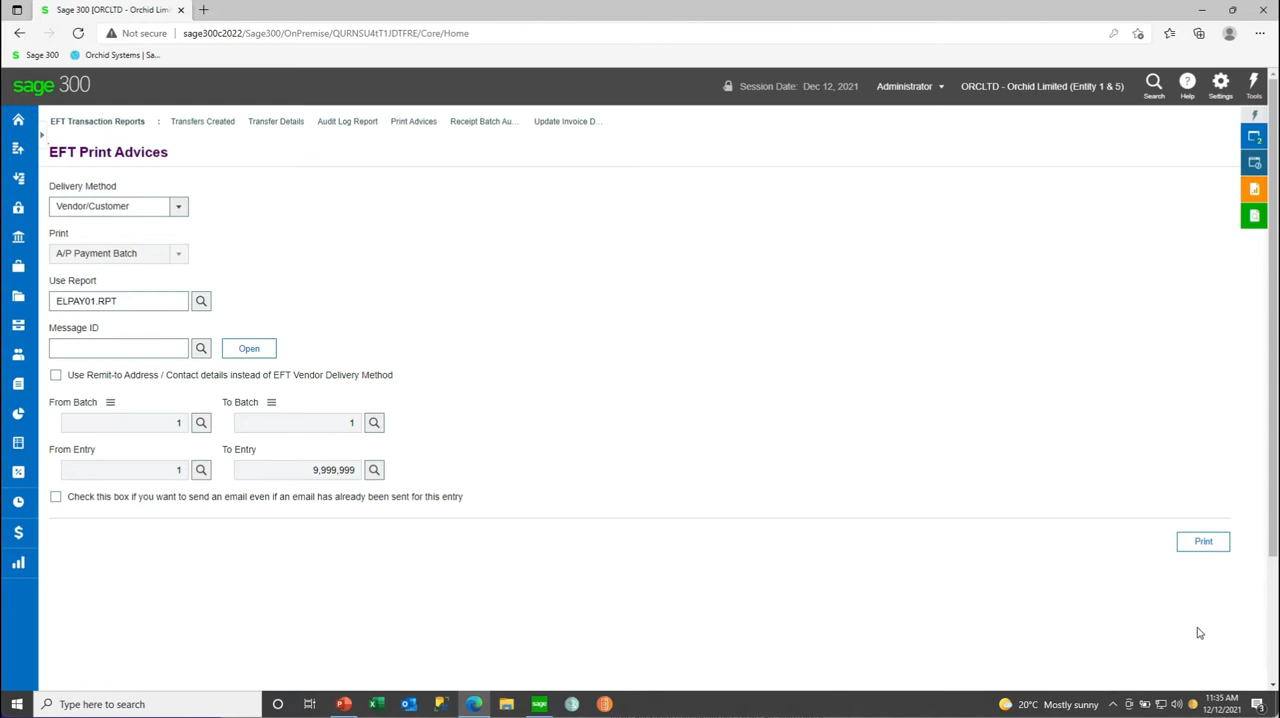 Sage 300 [ORCLTD - Orchid Lim
Not secure sage300c2022/Sage300/OnPremise/QURNSU4tT1JDTFRE/Core/Home
Sage 300 Orchid Systems | Sa...
sage 300 Session Date: Dec 12, 2021 Administrator ORCLTD - Orchid Limited (Entity 1 & 5) Search Help Settings Tools
EFT Transaction Reports : Transfers Created Transfer Details Audit Log Report Print Advices Receipt Batch Au... Update Invoice D...
EFT Print Advices
2
Delivery Method
Vendor/Customer
Print
A/P Payment Batch
Use Report
ELPAY01.RPT
Message ID
Open
Use Remit-to Address / Contact details instead of EFT Vendor Delivery Method
From Batch To Batch
1 1
From Entry To Entry
1 9,999,999
Check this box if you want to send an email even if an email has already been sent for this entry
Print
Type here to search sage 20°C Mostly sunny 11:35 AM
12/12/2021